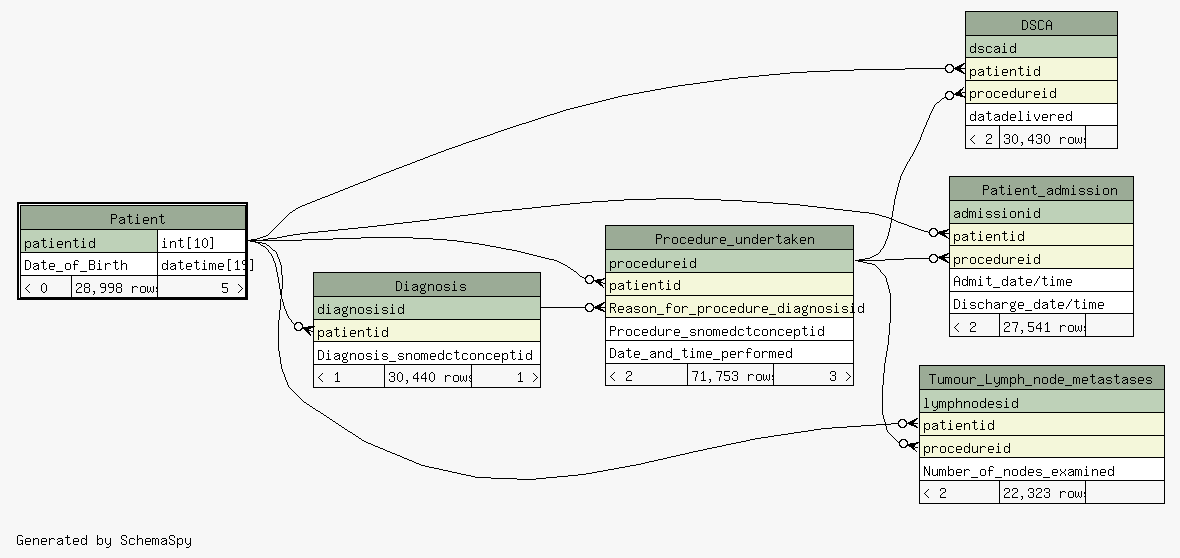 DSCA
dscaid
patientid
procedureid
datadelivered
< 2 30,430 rows
Patient_admission
admissionid
patientid
procedureid
Admit_date/time
Discharge_date/time
< 2 27,541 rows
Patient
patientid int[10]
Date_of_Birth datetime[19]
< 0 28,998 rows 5 >
Procedure_undertaken
procedureid
patientid
Reason_for_procedure_diagnosisid
Procedure_snomedctconceptid
Date_and_time_performed
< 2 71,753 rows 3 >
Diagnosis
diagnosisid
patientid
Diagnosis_snomedctconceptid
< 1 30,440 rows 1 >
Tumour_Lymph_node_metastases
lymphnodesid
patientid
procedureid
Number_of_nodes_examined
< 2 22,323 rows
Generated by SchemaSpy